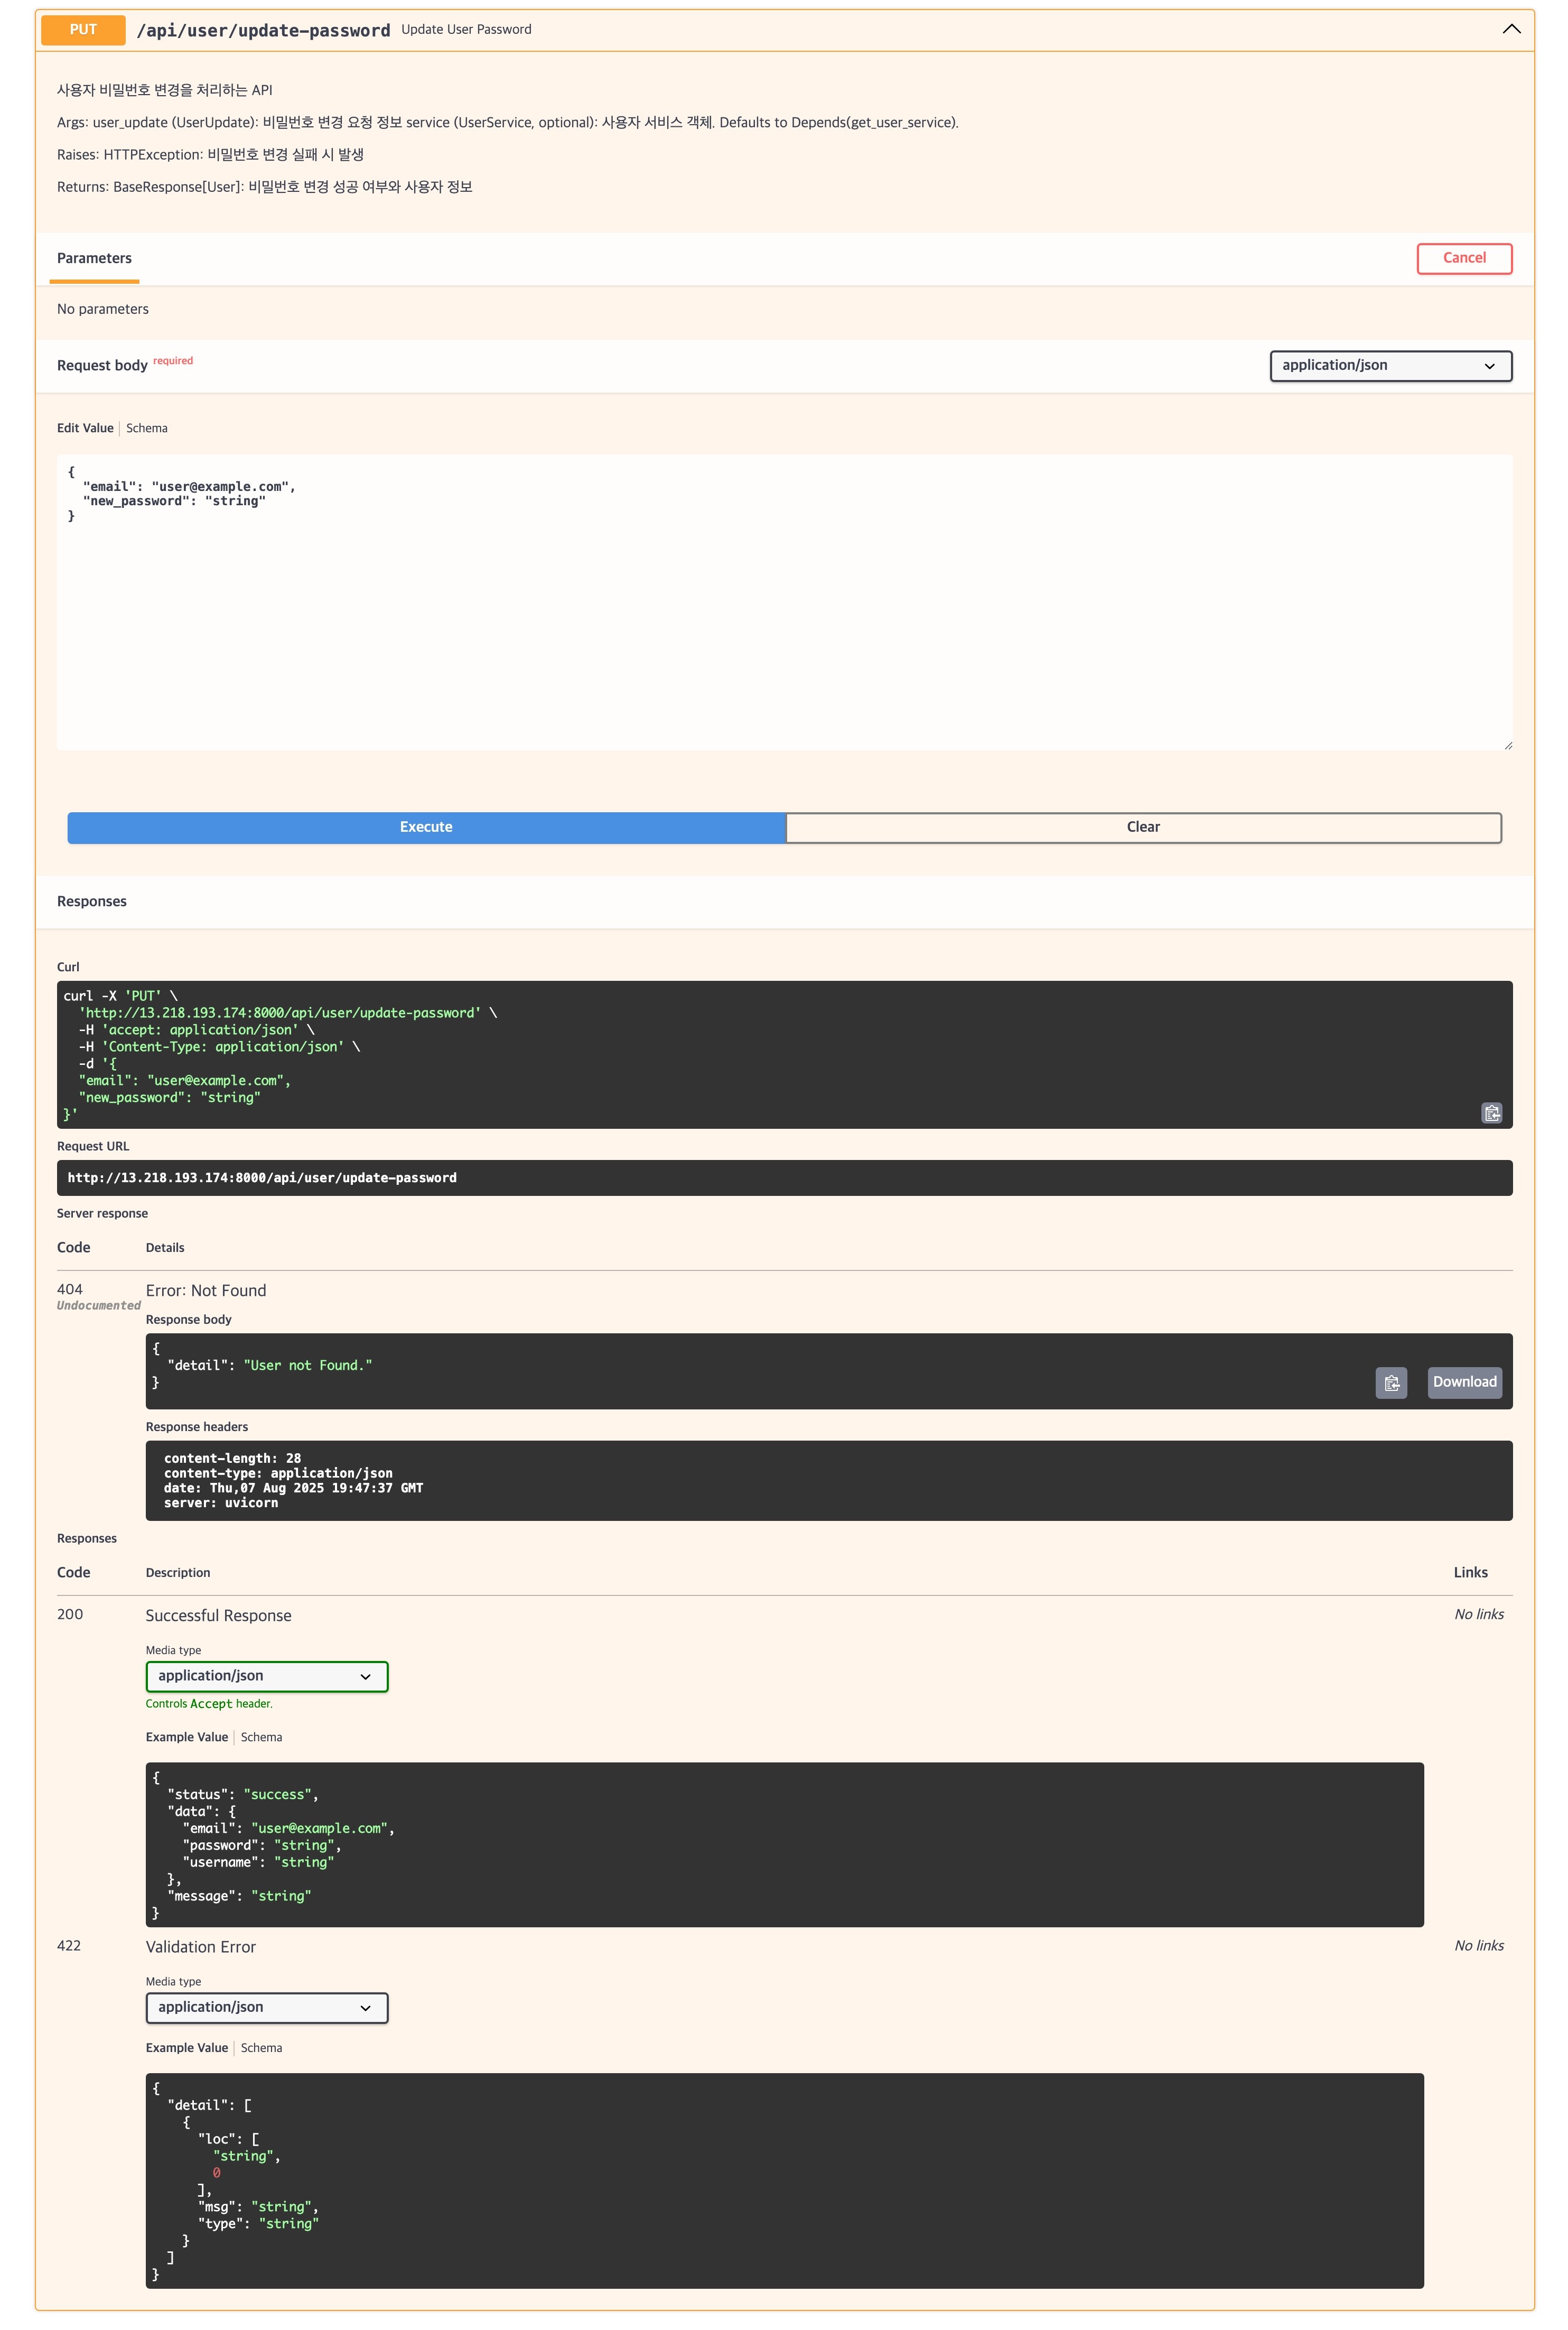 PUT /api/user/update-password Update User Password
사용자 비밀번호 변경을 처리하는 API
Args: user_update (UserUpdate): 비밀번호 변경 요청 정보 service (UserService, optional): 사용자 서비스 객체. Defaults to Depends(get_user_service).
Raises: HTTPException: 비밀번호 변경 실패 시 발생
Returns: BaseResponse[User]: 비밀번호 변경 성공 여부와 사용자 정보
Parameters Cancel
No parameters
Request body required application/json
Edit Value Schema
{
  "email": "user@example.com",
  "new_password": "string"
}
Execute Clear
Responses
Curl
curl -X 'PUT' \
  'http://13.218.193.174:8000/api/user/update-password' \
  -H 'accept: application/json' \
  -H 'Content-Type: application/json' \
  -d '{
  "email": "user@example.com",
  "new_password": "string"
}'
Request URL
http://13.218.193.174:8000/api/user/update-password
Server response
Code Details
404 Error: Not Found
Undocumented
Response body
{
  "detail": "User not Found."
}
Download
Response headers
content-length: 28
content-type: application/json
date: Thu,07 Aug 2025 19:47:37 GMT
server: uvicorn
Responses
Code Description Links
200 Successful Response No links
Media type
application/json
Controls Accept header.
Example Value Schema
{
  "status": "success",
  "data": {
    "email": "user@example.com",
    "password": "string",
    "username": "string"
  },
  "message": "string"
}
422 Validation Error No links
Media type
application/json
Example Value Schema
{
  "detail": [
    {
      "loc": [
        "string",
        0
      ],
      "msg": "string",
      "type": "string"
    }
  ]
}